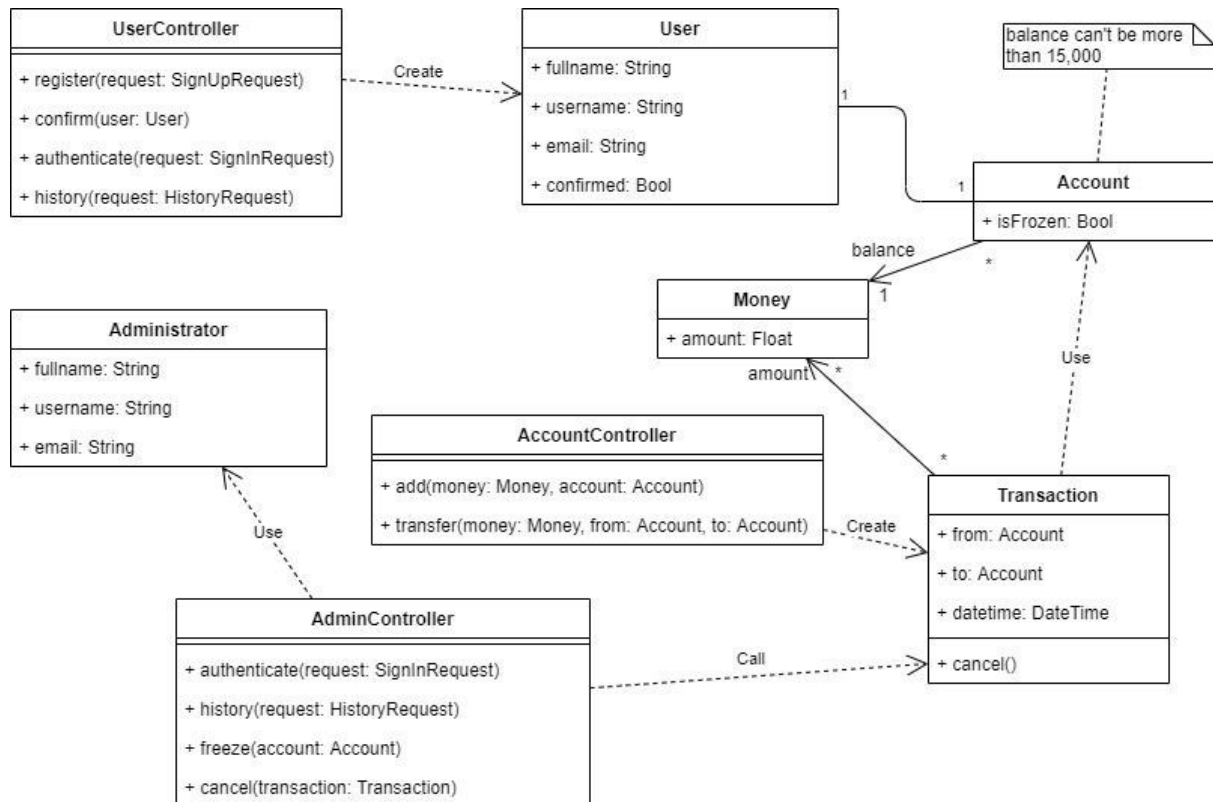 UserController
+ register(request: SignUpRequest)
+ confirm(user: User)
+ authenticate(request: SignInRequest)
+ history(request: HistoryRequest)
Create
User
+ fullname: String
+ username: String
+ email: String
+ confirmed: Bool
1
1
balance can't be more
than 15,000
Account
+ isFrozen: Bool
balance
*
1
Money
+ amount: Float
amount
*
*
Use
Administrator
+ fullname: String
+ username: String
+ email: String
Use
AccountController
+ add(money: Money, account: Account)
+ transfer(money: Money, from: Account, to: Account)
Create
Transaction
+ from: Account
+ to: Account
+ datetime: DateTime
+ cancel()
AdminController
+ authenticate(request: SignInRequest)
+ history(request: HistoryRequest)
+ freeze(account: Account)
+ cancel(transaction: Transaction)
Call